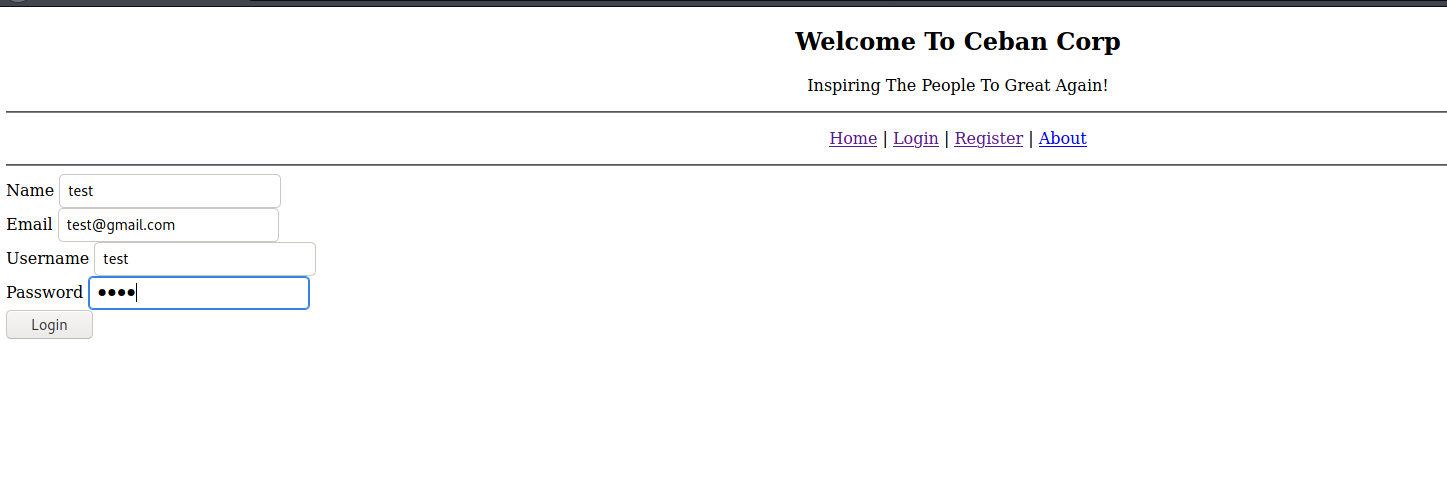 Welcome To Ceban Corp
Inspiring The People To Great Again!
Home | Login | Register | About
Name test
Email test@gmail.com
Username test
Password ●●●●
Login